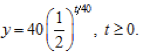 y = 40(1/2)^{t/40}, t ≥ 0.